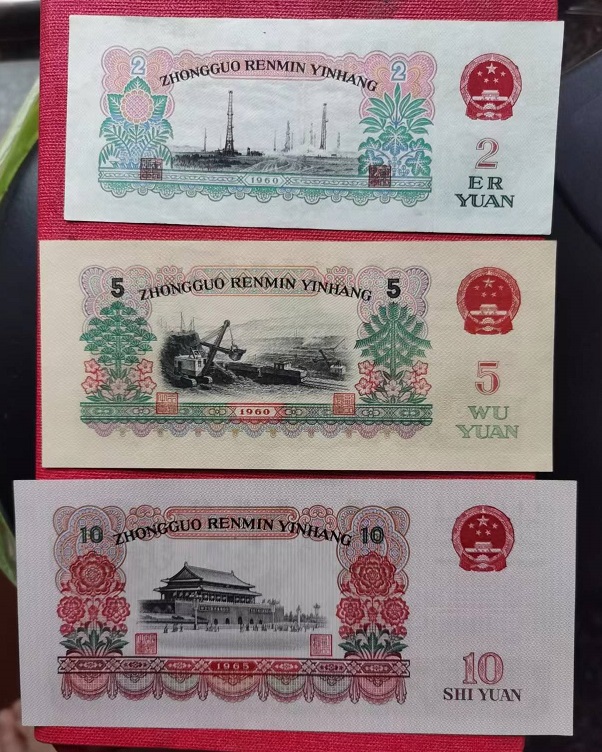 2 ZHONGGUO RENMIN YINHANG 2
1960
2
ER
YUAN
5 ZHONGGUO RENMIN YINHANG 5
1960
5
WU
YUAN
10 ZHONGGUO RENMIN YINHANG 10
1965
10
SHI YUAN